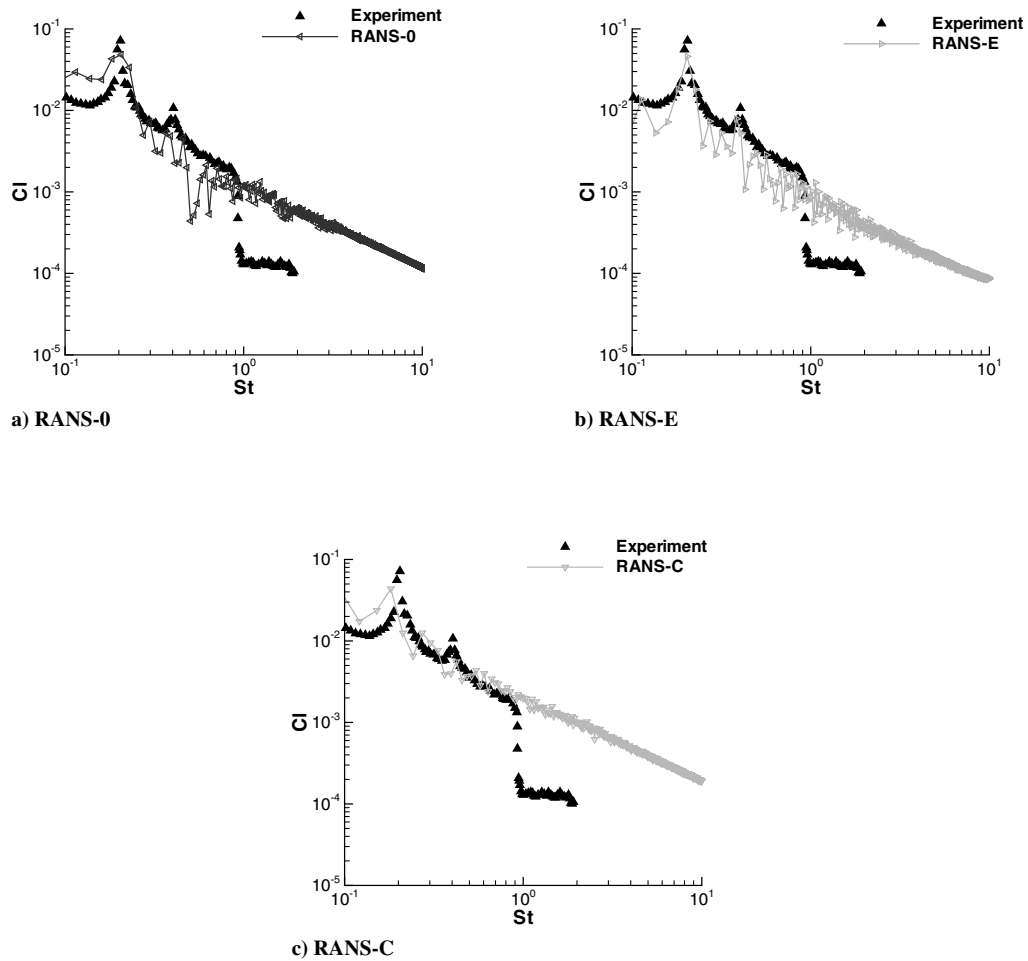 Experiment
RANS-0
10-1
10-2
10-3
10-4
10-5
Cl
10-1
100
101
St
a) RANS-0
Experiment
RANS-E
10-1
10-2
10-3
10-4
10-5
Cl
10-1
100
101
St
b) RANS-E
Experiment
RANS-C
10-1
10-2
10-3
10-4
10-5
Cl
10-1
100
101
St
c) RANS-C